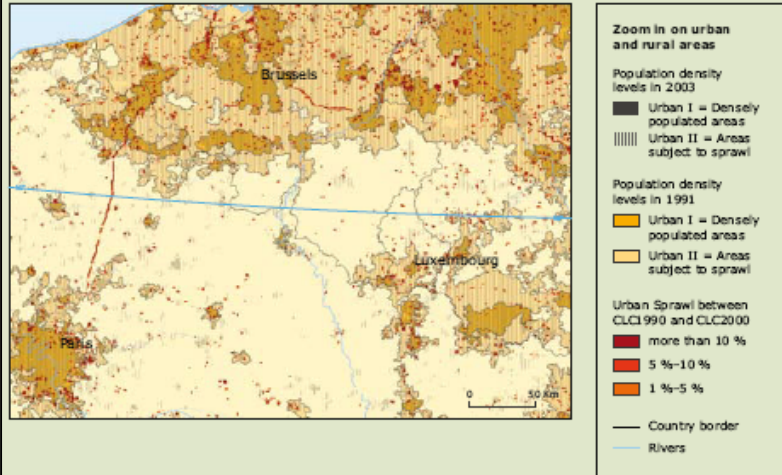 Brussels
Luxembourg
Paris
0 50 Km
Zoom in on urban
and rural areas
Population density
levels in 2003
Urban I = Densely
populated areas
Urban II = Areas
subject to sprawl
Population density
levels in 1991
Urban I = Densely
populated areas
Urban II = Areas
subject to sprawl
Urban Sprawl between
CLC1990 and CLC2000
more than 10 %
5 %–10 %
1 %–5 %
Country border
Rivers